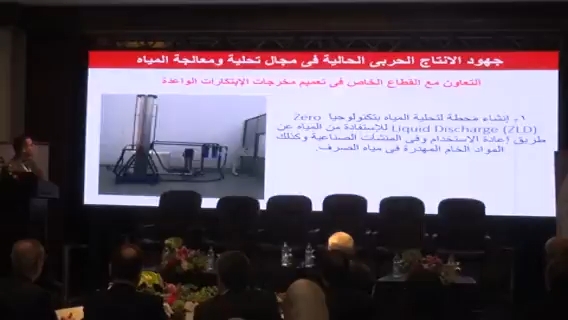 جهود الانتاج الحربى الحالية فى مجال تحلية ومعالجة المياه
التعاون مع القطاع الخاص فى تعميم مخرجات الابتكارات الواعدة
١- إنشاء محطة لتحلية المياه بتكنولوجيا Zero
Liquid Discharge (ZLD) للاستفادة من المياه عن
طريق إعادة الاستخدام وفى المنشآت الصناعية وكذلك
المواد الخام المهدرة فى مياه الصرف.